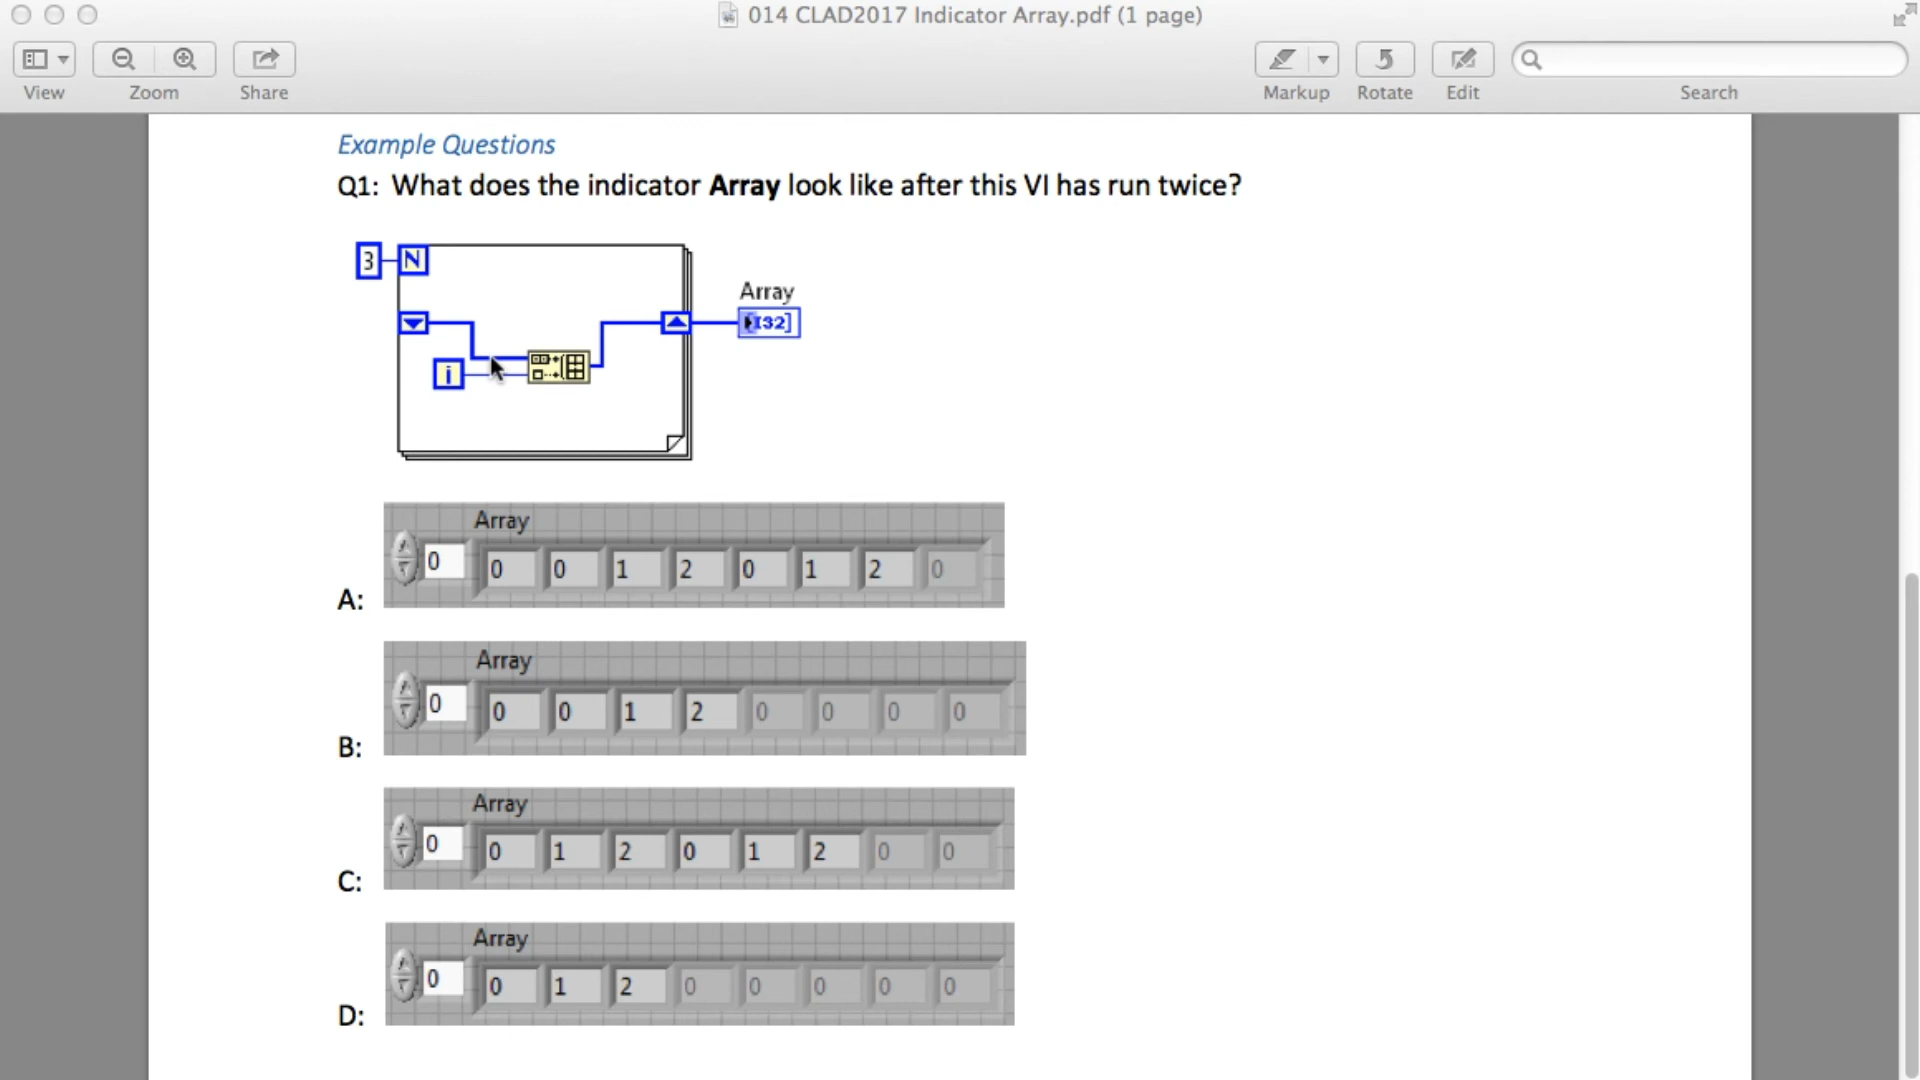 014 CLAD2017 Indicator Array.pdf (1 page)
View Zoom Share Markup Rotate Edit Search
Example Questions
Q1: What does the indicator Array look like after this VI has run twice?
3 N
Array
[I32]
i
Array
A: 0 0 0 1 2 0 1 2 0
Array
B: 0 0 0 1 2 0 0 0 0
Array
C: 0 0 1 2 0 1 2 0 0
Array
D: 0 0 1 2 0 0 0 0 0